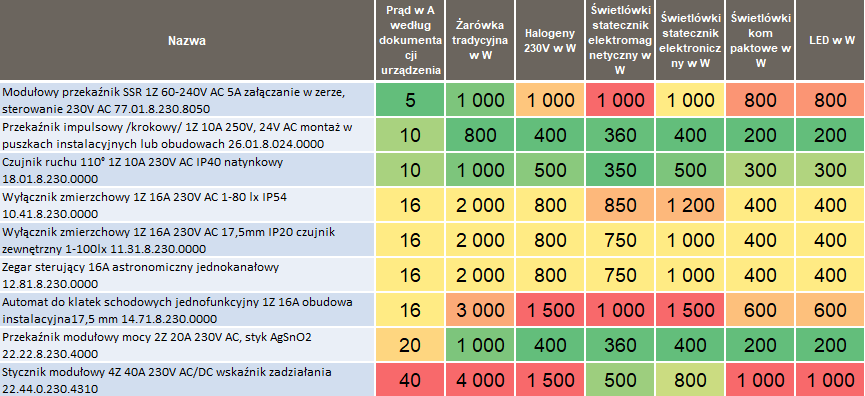 Nazwa
Prąd w A
według
dokumenta
cji
urządzenia
Żarówka
tradycyjna
w W
Halogeny
230V w W
Świetlówki
statecznik
elektromag
netyczny w
W
Świetlówki
statecznik
elektronicz
ny w W
Świetlówki
kom
paktowe w
W
LED w W
Modułowy przekaźnik SSR 1Z 60-240V AC 5A załączanie w zerze,
sterowanie 230V AC 77.01.8.230.8050
5 1 000 1 000 1 000 1 000 800 800
Przekaźnik impulsowy /krokowy/ 1Z 10A 250V, 24V AC montaż w
puszkach instalacyjnych lub obudowach 26.01.8.024.0000
10 800 400 360 400 200 200
Czujnik ruchu 110° 1Z 10A 230V AC IP40 natynkowy
18.01.8.230.0000
10 1 000 500 350 500 300 300
Wyłącznik zmierzchowy 1Z 16A 230V AC 1-80 lx IP54
10.41.8.230.0000
16 2 000 800 850 1 200 400 400
Wyłącznik zmierzchowy 1Z 16A 230V AC 17,5mm IP20 czujnik
zewnętrzny 1-100lx 11.31.8.230.0000
16 2 000 800 750 1 000 400 400
Zegar sterujący 16A astronomiczny jednokanałowy
12.81.8.230.0000
16 2 000 800 750 1 000 400 400
Automat do klatek schodowych jednofunkcyjny 1Z 16A obudowa
instalacyjna17,5 mm 14.71.8.230.0000
16 3 000 1 500 1 000 1 500 600 600
Przekaźnik modułowy mocy 2Z 20A 230V AC, styk AgSnO2
22.22.8.230.4000
20 1 000 400 360 400 200 200
Stycznik modułowy 4Z 40A 230V AC/DC wskaźnik zadziałania
22.44.0.230.4310
40 4 000 1 500 500 800 1 000 1 000